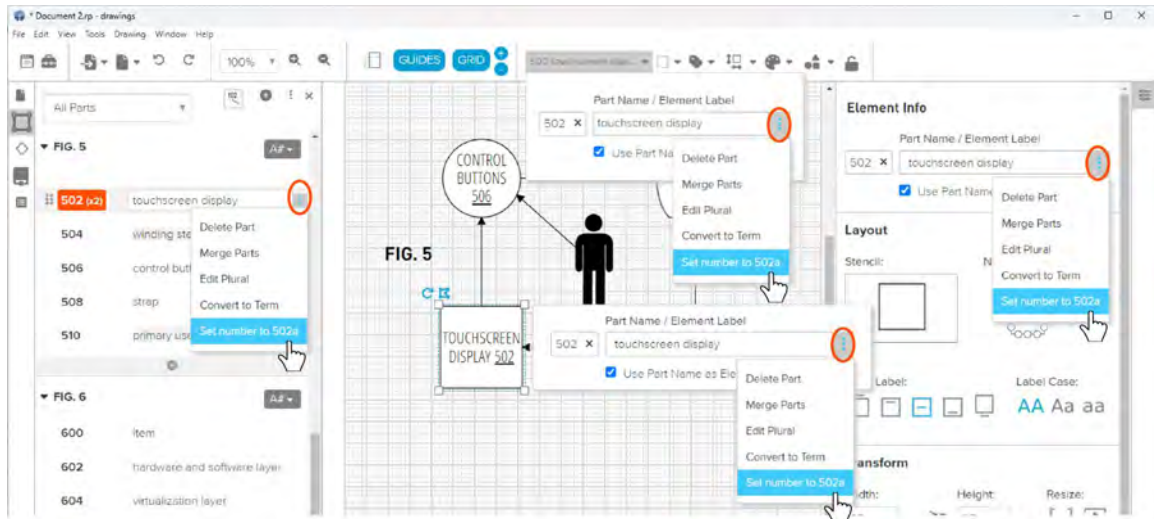 * Document 2.rp - drawings
File Edit View Tools Drawing Window Help
100%
GUIDES GRID
All Parts
FIG. 5
A#
502 (x2) touchscreen display
504
506
508 strap
510
Delete Part
Merge Parts
Edit Plural
Convert to Term
Set number to 502a
FIG. 6
A#
600 item
602 hardware and software layer
604 virtualization layer
CONTROL
BUTTONS
506
FIG. 5
TOUCHSCREEN
DISPLAY 502
Part Name / Element Label
502 × touchscreen display
Use Part Na
Delete Part
Merge Parts
Edit Plural
Convert to Term
Set number to 502a
Part Name / Element Label
502 × touchscreen display
Use Part Name as Ele
Delete Part
Merge Parts
Edit Plural
Convert to Term
Set number to 502a
Element Info
Part Name / Element Label
502 × touchscreen display
Use Part Name
Delete Part
Merge Parts
Edit Plural
Convert to Term
Set number to 502a
Layout
Stencil:
Label:
Label Case:
AA Aa aa
ansform
idth: Height: Resize: